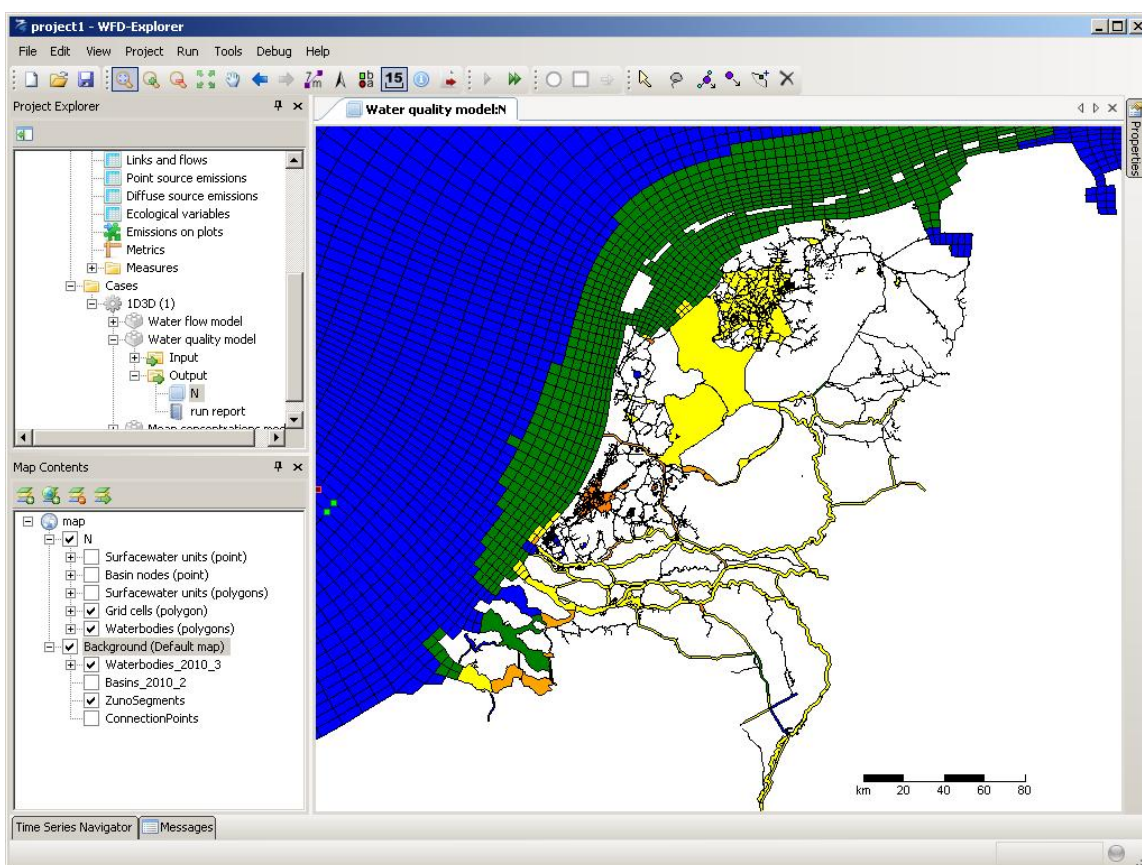 project1 - WFD-Explorer
File Edit View Project Run Tools Debug Help
15
Project Explorer
Links and flows
Point source emissions
Diffuse source emissions
Ecological variables
Emissions on plots
Metrics
Measures
Cases
1D3D (1)
Water flow model
Water quality model
Input
Output
N
run report
Map Contents
map
N
Surfacewater units (point)
Basin nodes (point)
Surfacewater units (polygons)
Grid cells (polygon)
Waterbodies (polygons)
Background (Default map)
Waterbodies_2010_3
Basins_2010_2
ZunoSegments
ConnectionPoints
Time Series Navigator Messages
Water quality model:N
Properties
km 20 40 60 80